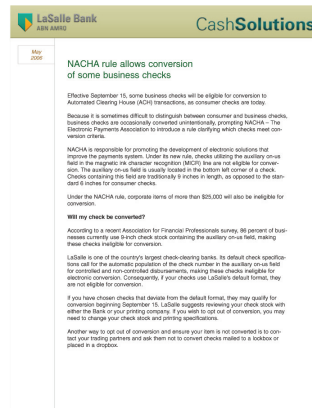 LaSalle Bank
ABN AMRO
CashSolutions
May
2006
NACHA rule allows conversion
of some business checks
Effective September 15, some business checks will be eligible for conversion to
Automated Clearing House (ACH) transactions, as consumer checks are today.
Because it is sometimes difficult to distinguish between consumer and business checks,
business checks are occasionally converted unintentionally, prompting NACHA – The
Electronic Payments Association to introduce a rule clarifying which checks meet con-
version criteria.
NACHA is responsible for promoting the development of electronic solutions that
improve the payments system. Under its new rule, checks utilizing the auxiliary on-us
field in the magnetic ink character recognition (MICR) line are not eligible for conver-
sion. The auxiliary on-us field is usually located in the bottom left corner of a check.
Checks containing this field are traditionally 9 inches in length, as opposed to the stan-
dard 6 inches for consumer checks.
Under the NACHA rule, corporate items of more than $25,000 will also be ineligible for
conversion.
Will my check be converted?
According to a recent Association for Financial Professionals survey, 86 percent of busi-
nesses currently use 9-inch check stock containing the auxiliary on-us field, making
these checks ineligible for conversion.
LaSalle is one of the country's largest check-clearing banks. Its default check specifica-
tions call for the automatic population of the check number in the auxiliary on-us field
for controlled and non-controlled disbursements, making these checks ineligible for
electronic conversion. Consequently, if your checks use LaSalle's default format, they
are not eligible for conversion.
If you have chosen checks that deviate from the default format, they may qualify for
conversion beginning September 15. LaSalle suggests reviewing your check stock with
either the Bank or your printing company. If you wish to opt out of conversion, you may
need to change your check stock and printing specifications.
Another way to opt out of conversion and ensure your item is not converted is to con-
tact your trading partners and ask them not to convert checks mailed to a lockbox or
placed in a dropbox.